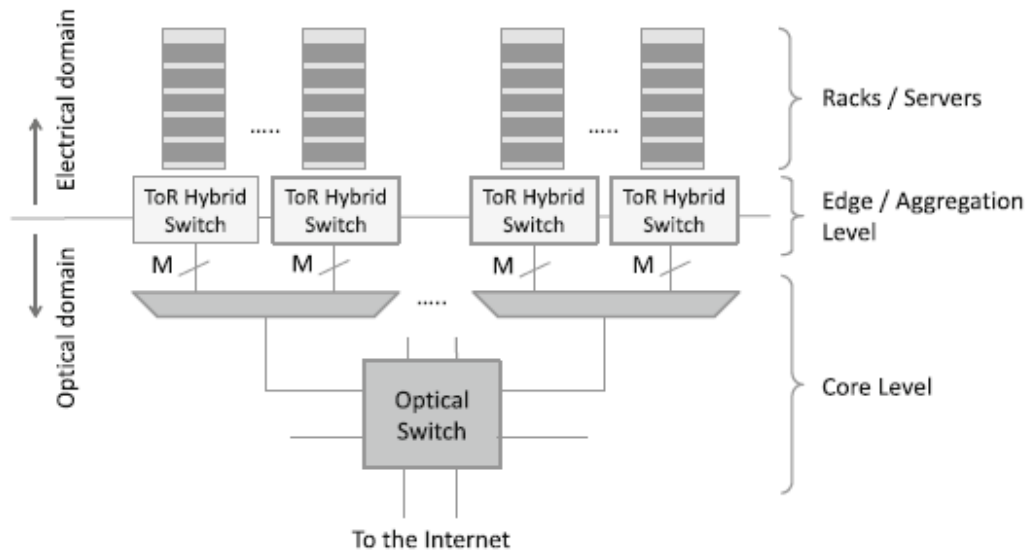 Electrical domain
Optical domain
.....
.....
Racks / Servers
ToR Hybrid
Switch
ToR Hybrid
Switch
ToR Hybrid
Switch
ToR Hybrid
Switch
Edge / Aggregation
Level
M
M
M
M
.....
Optical
Switch
Core Level
To the Internet